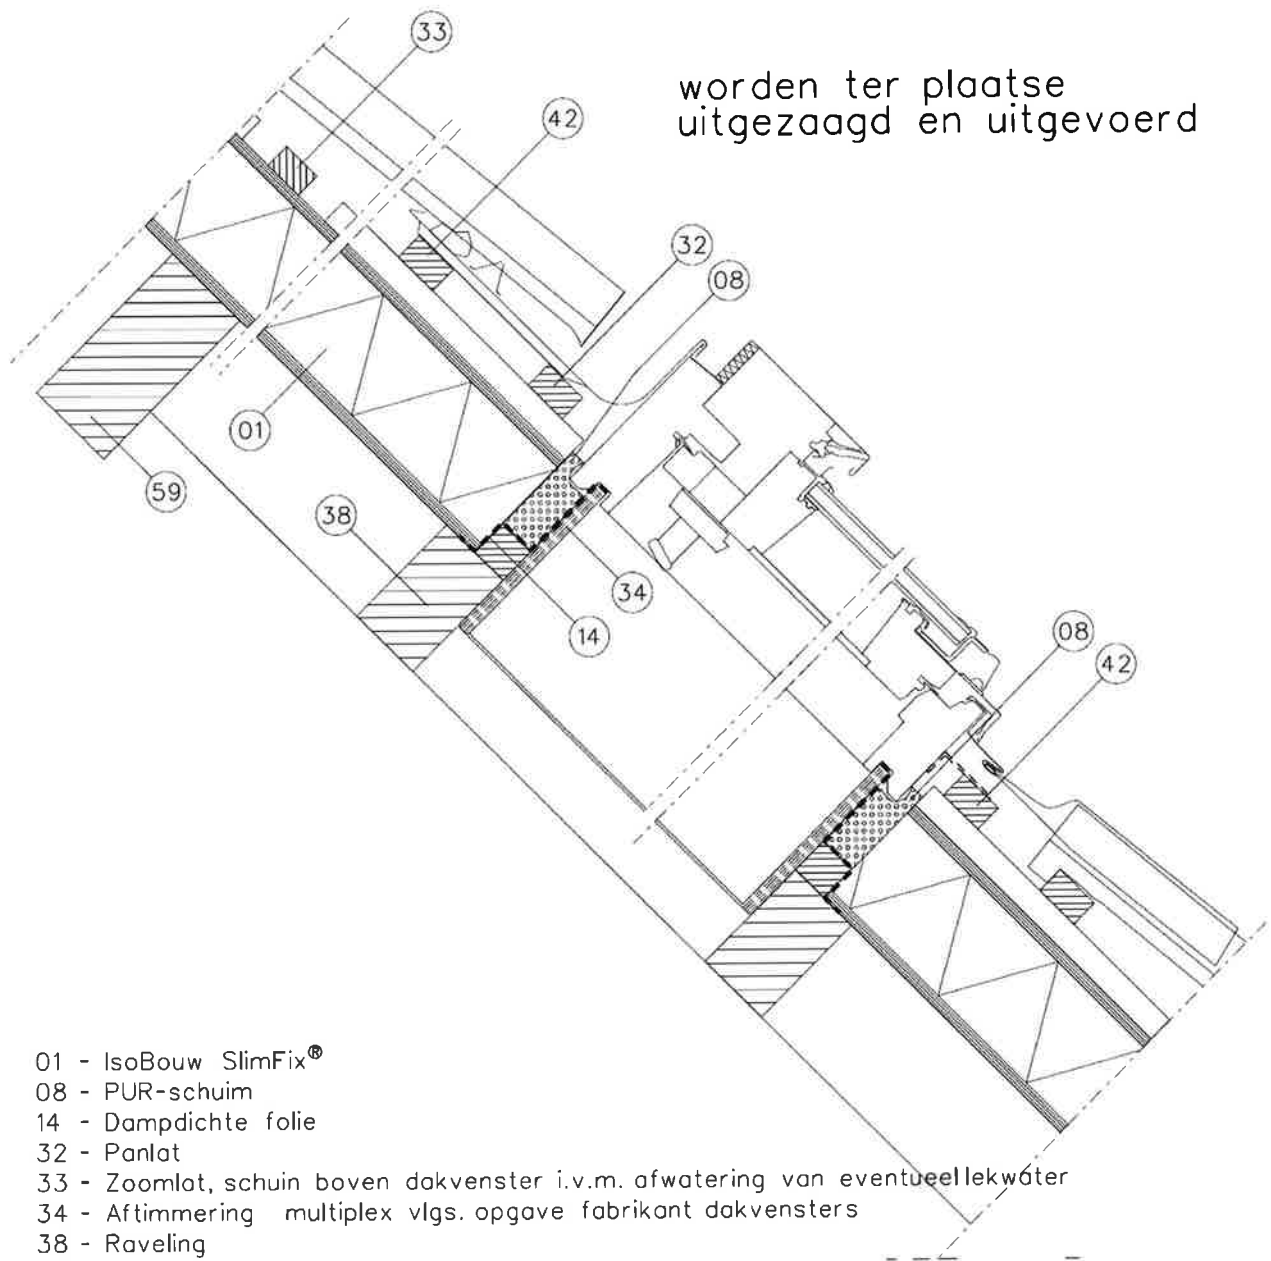 33
worden ter plaatse
uitgezaagd en uitgevoerd
42
32
08
01
59
38
34
14
08
42
01 - IsoBouw SlimFix®
08 - PUR-schuim
14 - Dampdichte folie
32 - Panlat
33 - Zoomlat, schuin boven dakvenster i.v.m. afwatering van eventueel lekwater
34 - Aftimmering multiplex vlgs. opgave fabrikant dakvensters
38 - Raveling